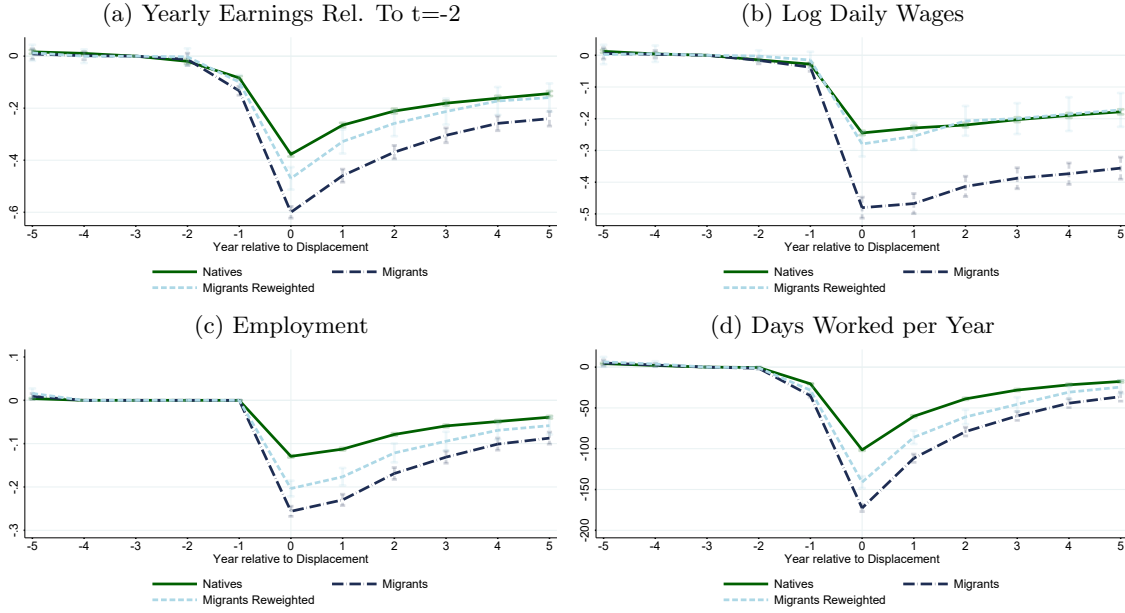 (a) Yearly Earnings Rel. To t=-2
0
-.2
-.4
-.6
-5 -4 -3 -2 -1 0 1 2 3 4 5
Year relative to Displacement
Natives Migrants
Migrants Reweighted
(b) Log Daily Wages
0
-.1
-.2
-.3
-.4
-.5
-5 -4 -3 -2 -1 0 1 2 3 4 5
Year relative to Displacement
Natives Migrants
Migrants Reweighted
(c) Employment
.1
0
-.1
-.2
-.3
-5 -4 -3 -2 -1 0 1 2 3 4 5
Year relative to Displacement
Natives Migrants
Migrants Reweighted
(d) Days Worked per Year
0
-50
-100
-150
-200
-5 -4 -3 -2 -1 0 1 2 3 4 5
Year relative to Displacement
Natives Migrants
Migrants Reweighted